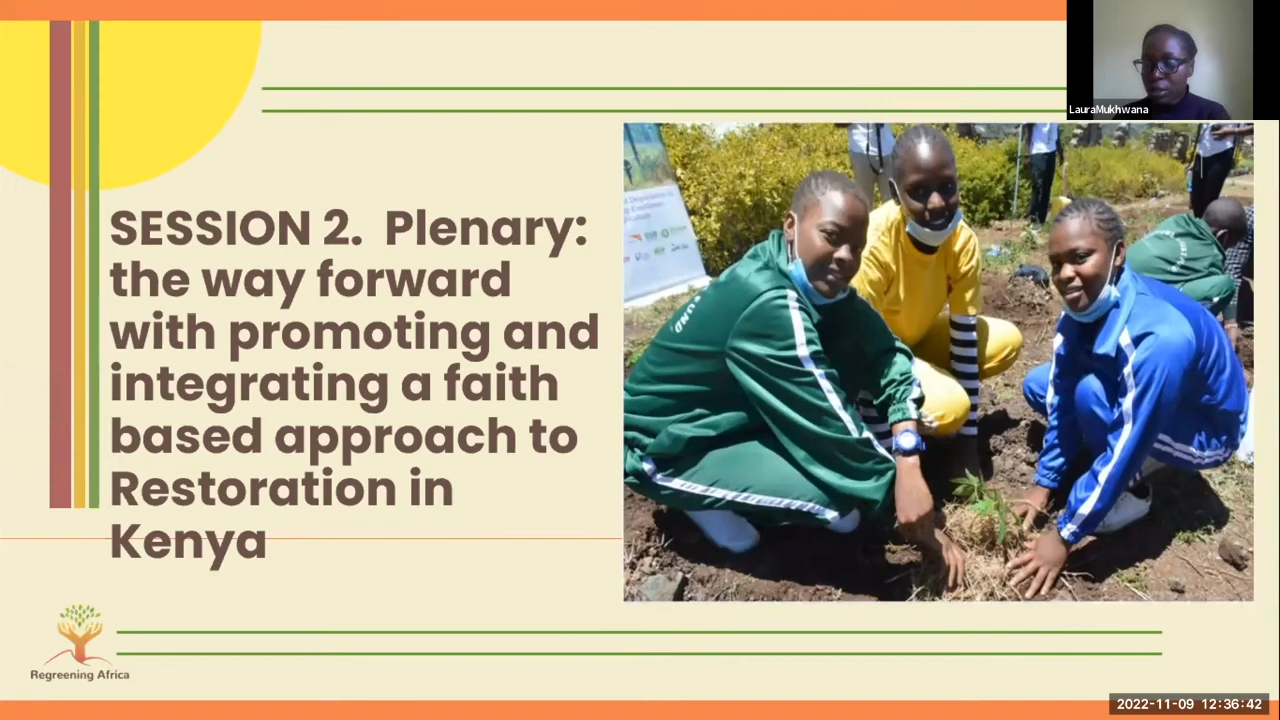 LauraMukhwana
SESSION 2.  Plenary:
the way forward
with promoting and
integrating a faith
based approach to
Restoration in
Kenya
Regreening Africa
2022-11-09 12:36:42